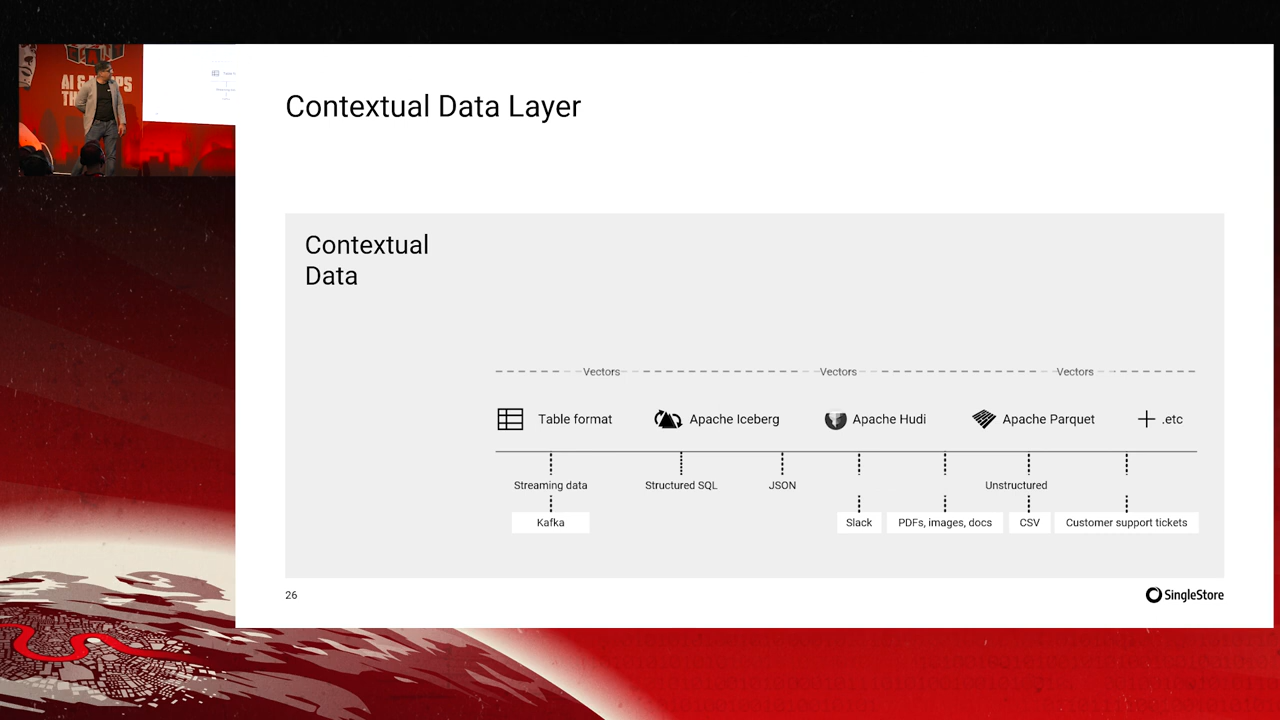 Contextual Data Layer
Contextual
Data
Vectors Vectors Vectors
Table format Apache Iceberg Apache Hudi Apache Parquet + .etc
Streaming data Structured SQL JSON Unstructured
Kafka Slack PDFs, images, docs CSV Customer support tickets
26
SingleStore